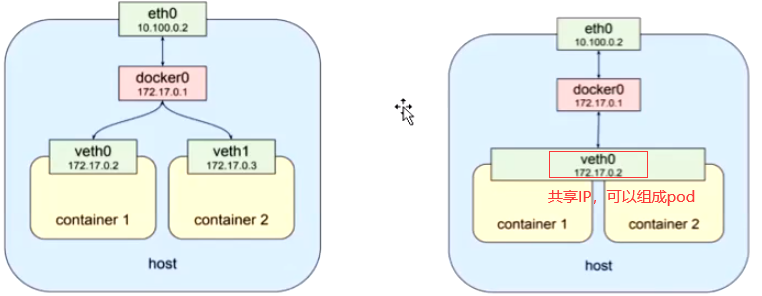 eth0
10.100.0.2
docker0
172.17.0.1
veth0
172.17.0.2
veth1
172.17.0.3
container 1
container 2
host
eth0
10.100.0.2
docker0
172.17.0.1
veth0
172.17.0.2
共享IP，可以组成pod
container 1
container 2
host